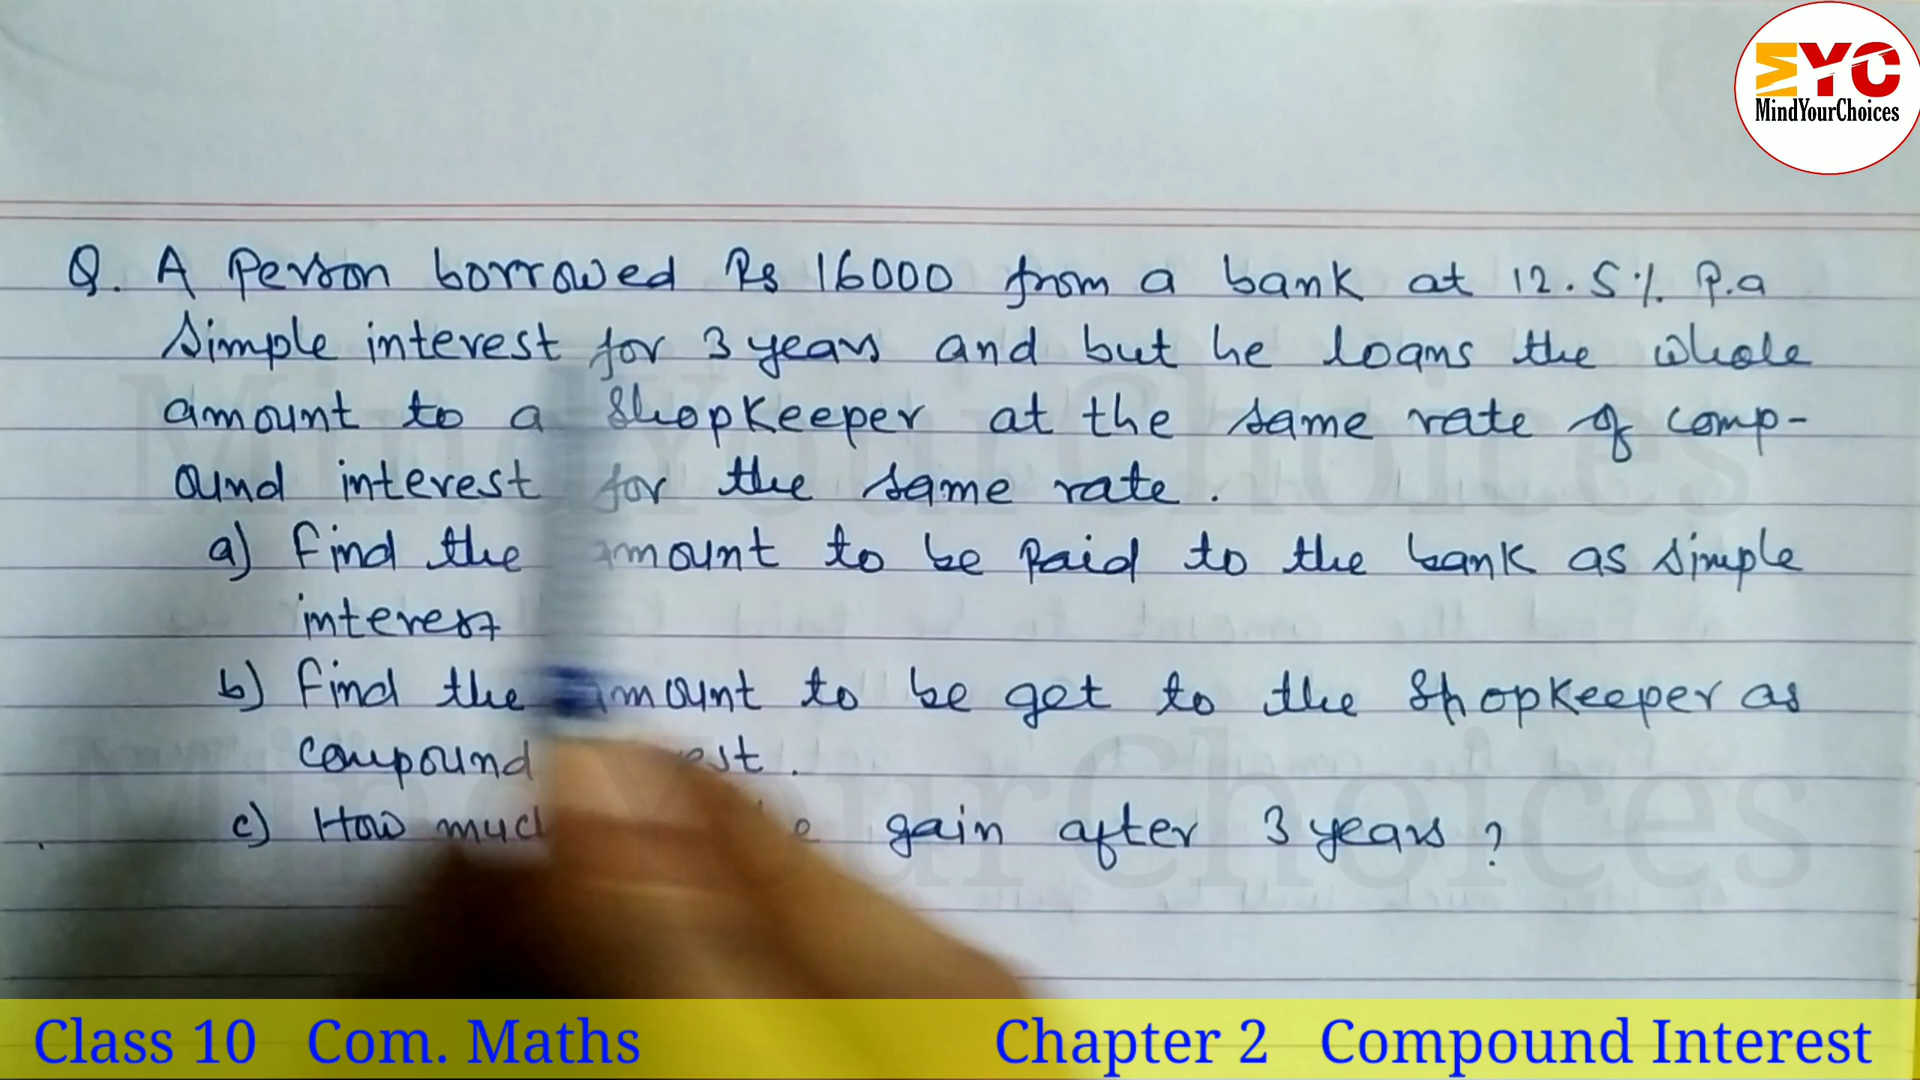 MYC
MindYourChoices
Q. A Person borrowed Rs 16000 from a bank at 12.5% P.a
Simple interest for 3 years and but he loans the whole
amount to a Shopkeeper at the same rate of comp-
ound interest for the same rate.
a) Find the amount to be Paid to the bank as simple
interest
b) Find the amount to be get to the Shopkeeper as
compound
c) How much gain after 3 years ?
MindYourChoices
MindYourChoices
Class 10 Com. Maths Chapter 2 Compound Interest